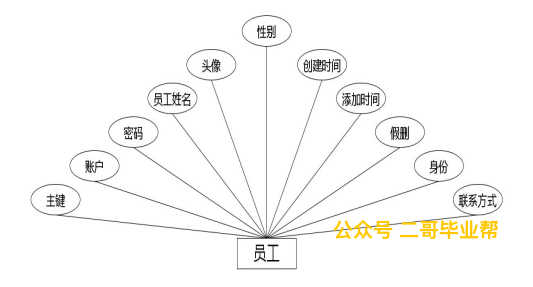 性别
头像
创建时间
员工姓名
添加时间
密码
假删
账户
身份
主键
联系方式
公众号 二哥毕业帮
员工